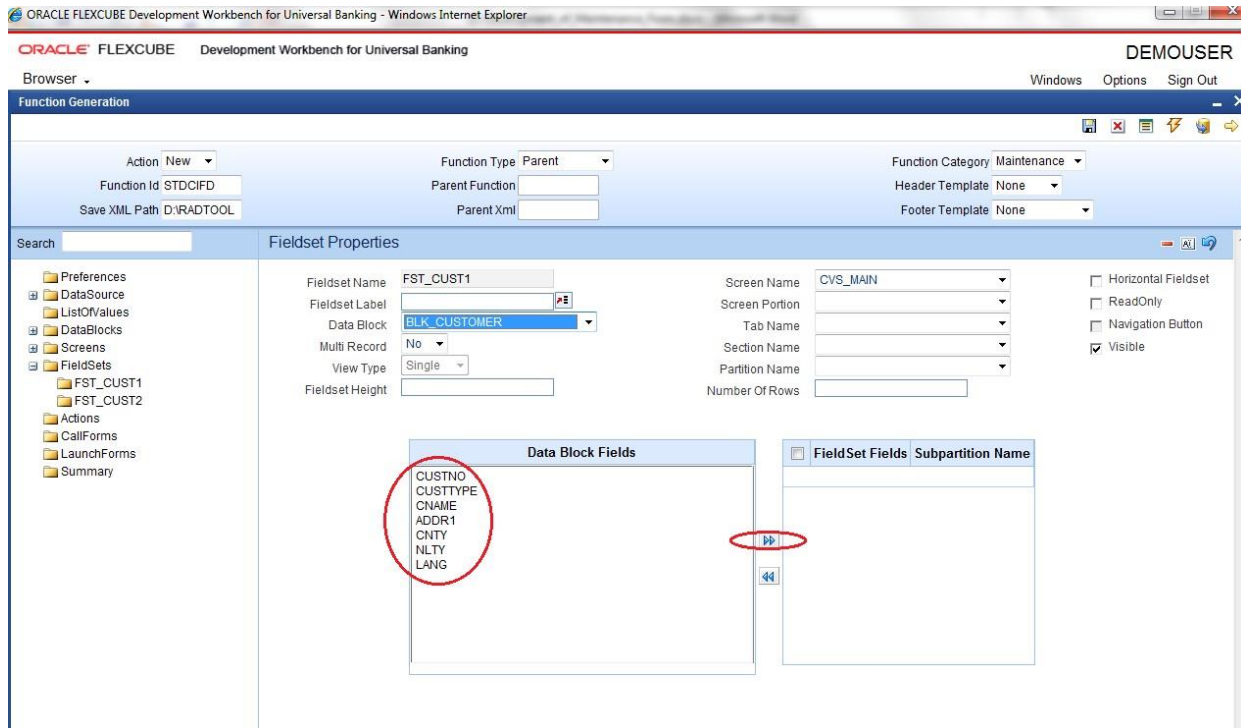 ORACLE FLEXCUBE Development Workbench for Universal Banking - Windows Internet Explorer
ORACLE FLEXCUBE Development Workbench for Universal Banking DEMOUSER
Browser Windows Options Sign Out
Function Generation
Action New Function Type Parent Function Category Maintenance
Function Id STDCIFD Parent Function Header Template None
Save XML Path D:\RADTOOL Parent Xml Footer Template None
Search
Preferences
DataSource
ListOfValues
DataBlocks
Screens
FieldSets
FST_CUST1
FST_CUST2
Actions
CallForms
LaunchForms
Summary
Fieldset Properties
Fieldset Name FST_CUST1 Screen Name CVS_MAIN Horizontal Fieldset
Fieldset Label Screen Portion ReadOnly
Data Block BLK_CUSTOMER Tab Name Navigation Button
Multi Record No Section Name Visible
View Type Single Partition Name
Fieldset Height Number Of Rows
Data Block Fields FieldSet Fields Subpartition Name
CUSTNO
CUSTTYPE
CNAME
ADDR1
CNTY
NLTY
LANG